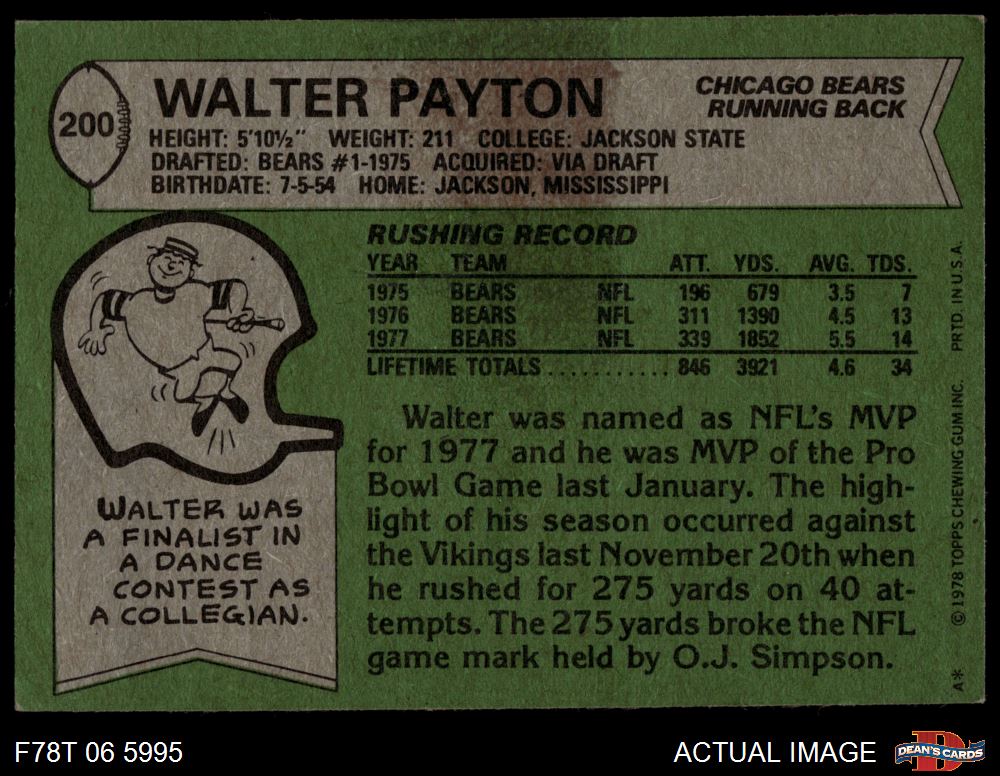 200
WALTER PAYTON
CHICAGO BEARS
RUNNING BACK
HEIGHT: 5'10½" WEIGHT: 211 COLLEGE: JACKSON STATE
DRAFTED: BEARS #1-1975 ACQUIRED: VIA DRAFT
BIRTHDATE: 7-5-54 HOME: JACKSON, MISSISSIPPI
RUSHING RECORD
YEAR TEAM ATT. YDS. AVG. TDS.
1975 BEARS NFL 196 679 3.5 7
1976 BEARS NFL 311 1390 4.5 13
1977 BEARS NFL 339 1852 5.5 14
LIFETIME TOTALS........... 846 3921 4.6 34
Walter was named as NFL's MVP
for 1977 and he was MVP of the Pro
Bowl Game last January. The high-
light of his season occurred against
the Vikings last November 20th when
he rushed for 275 yards on 40 at-
tempts. The 275 yards broke the NFL
game mark held by O.J. Simpson.
WALTER WAS
A FINALIST IN
A DANCE
CONTEST AS
A COLLEGIAN.
A* © 1978 TOPPS CHEWING GUM INC. PRTD. IN U.S.A.
F78T 06 5995
ACTUAL IMAGE
D
DEAN'S CARDS